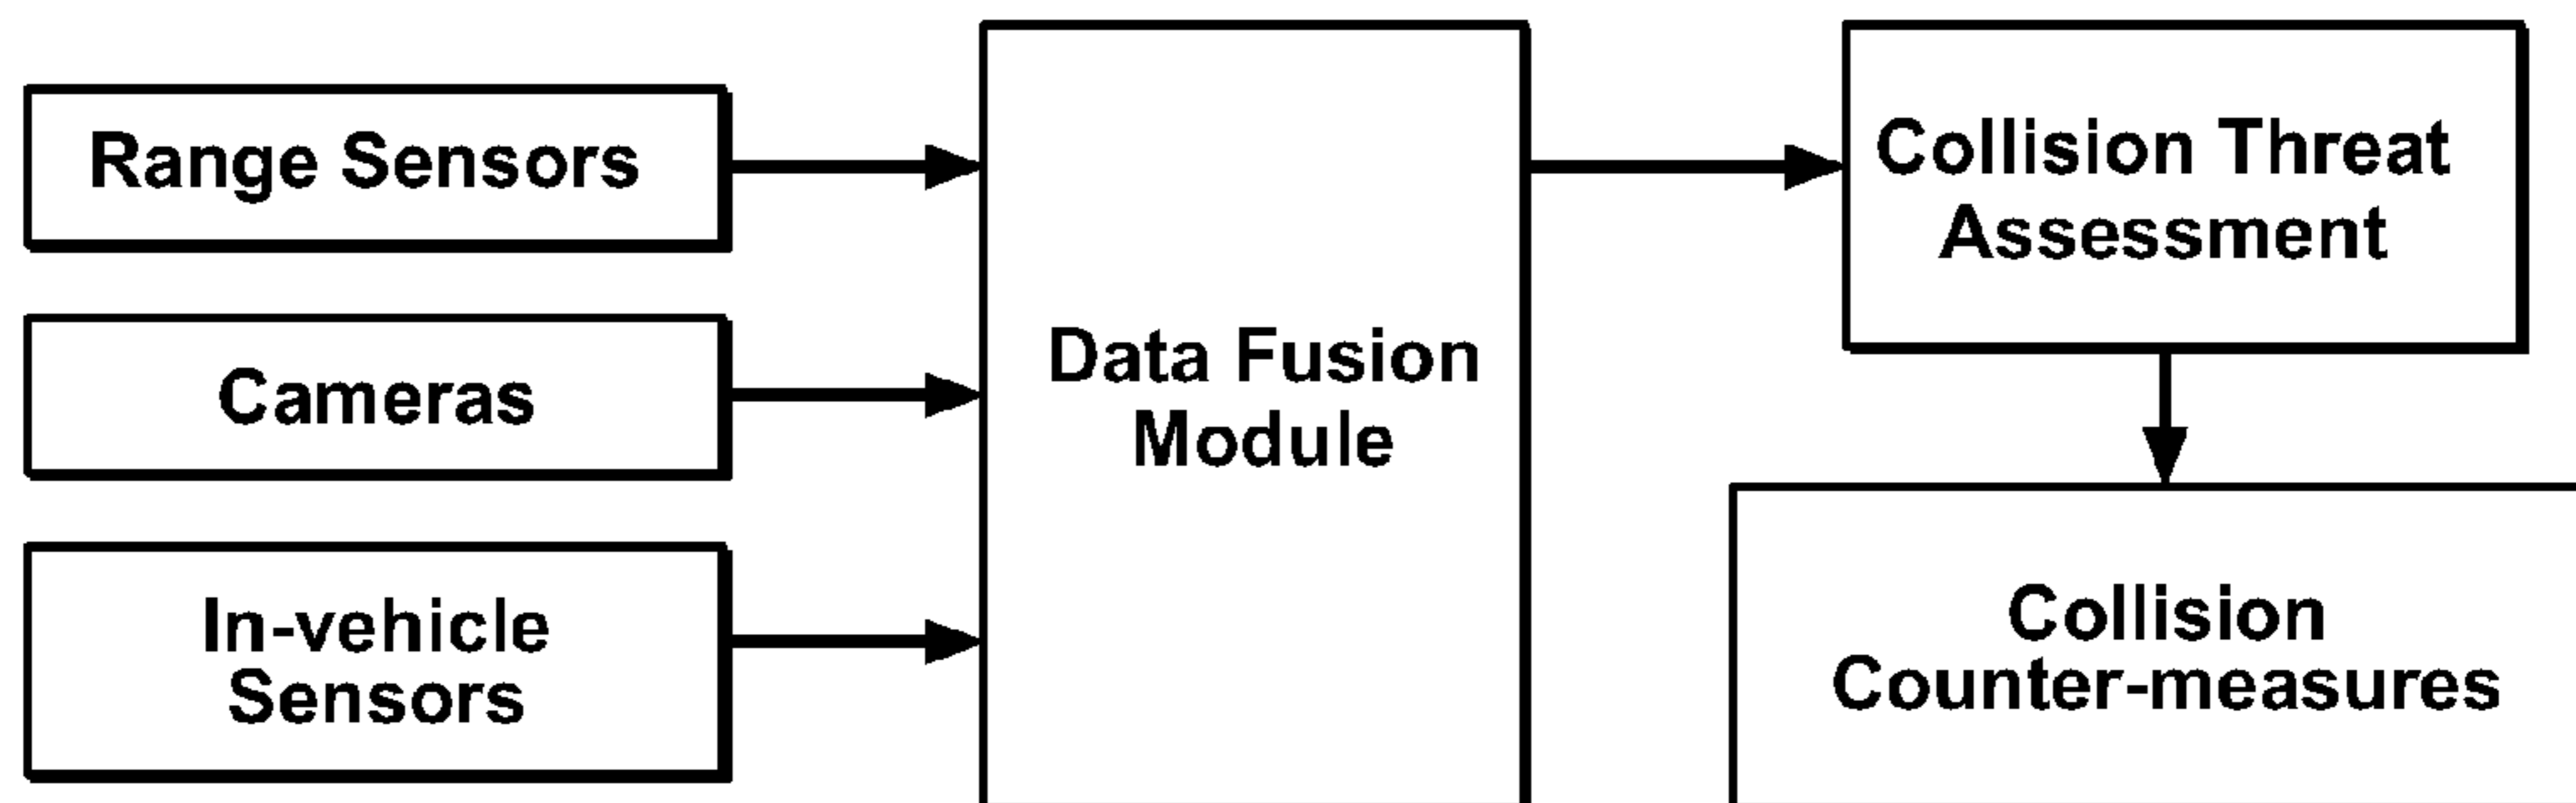 Range Sensors
Cameras
In-vehicle
Sensors
Data Fusion
Module
Collision Threat
Assessment
Collision
Counter-measures